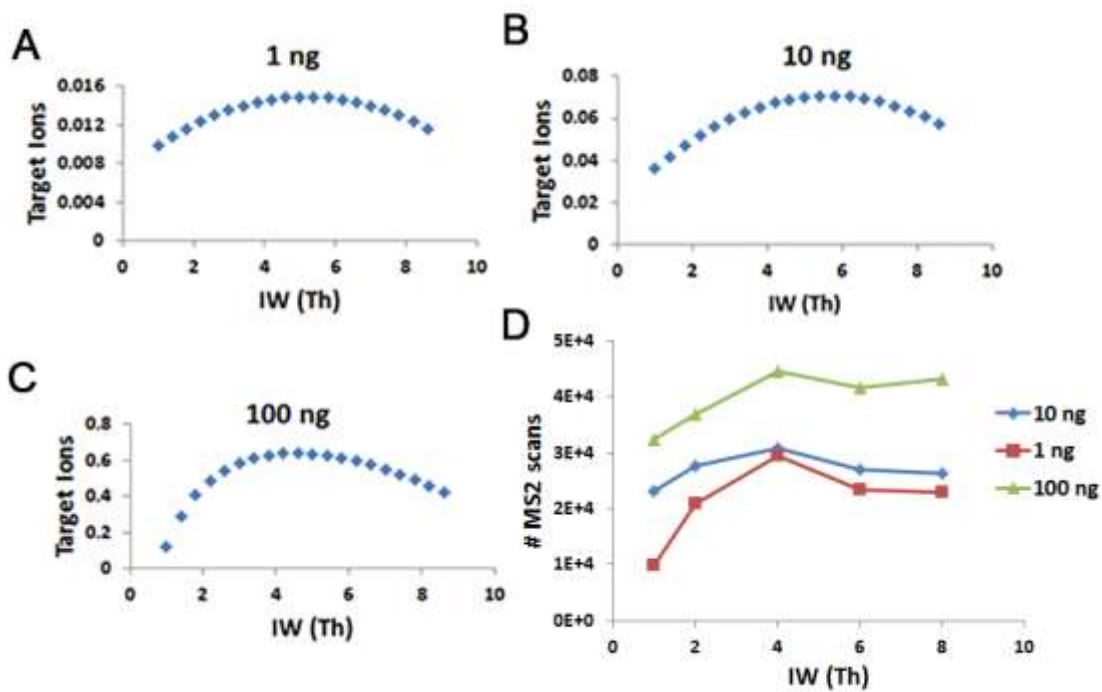 A
1 ng
0.016
0.012
0.008
0.004
0
Target Ions
0 2 4 6 8 10
IW (Th)
B
10 ng
0.08
0.06
0.04
0.02
0
Target Ions
0 2 4 6 8 10
IW (Th)
C
100 ng
0.8
0.6
0.4
0.2
0
Target Ions
0 2 4 6 8 10
IW (Th)
D
5E+4
4E+4
3E+4
2E+4
1E+4
0E+0
# MS2 scans
0 2 4 6 8 10
IW (Th)
10 ng
1 ng
100 ng